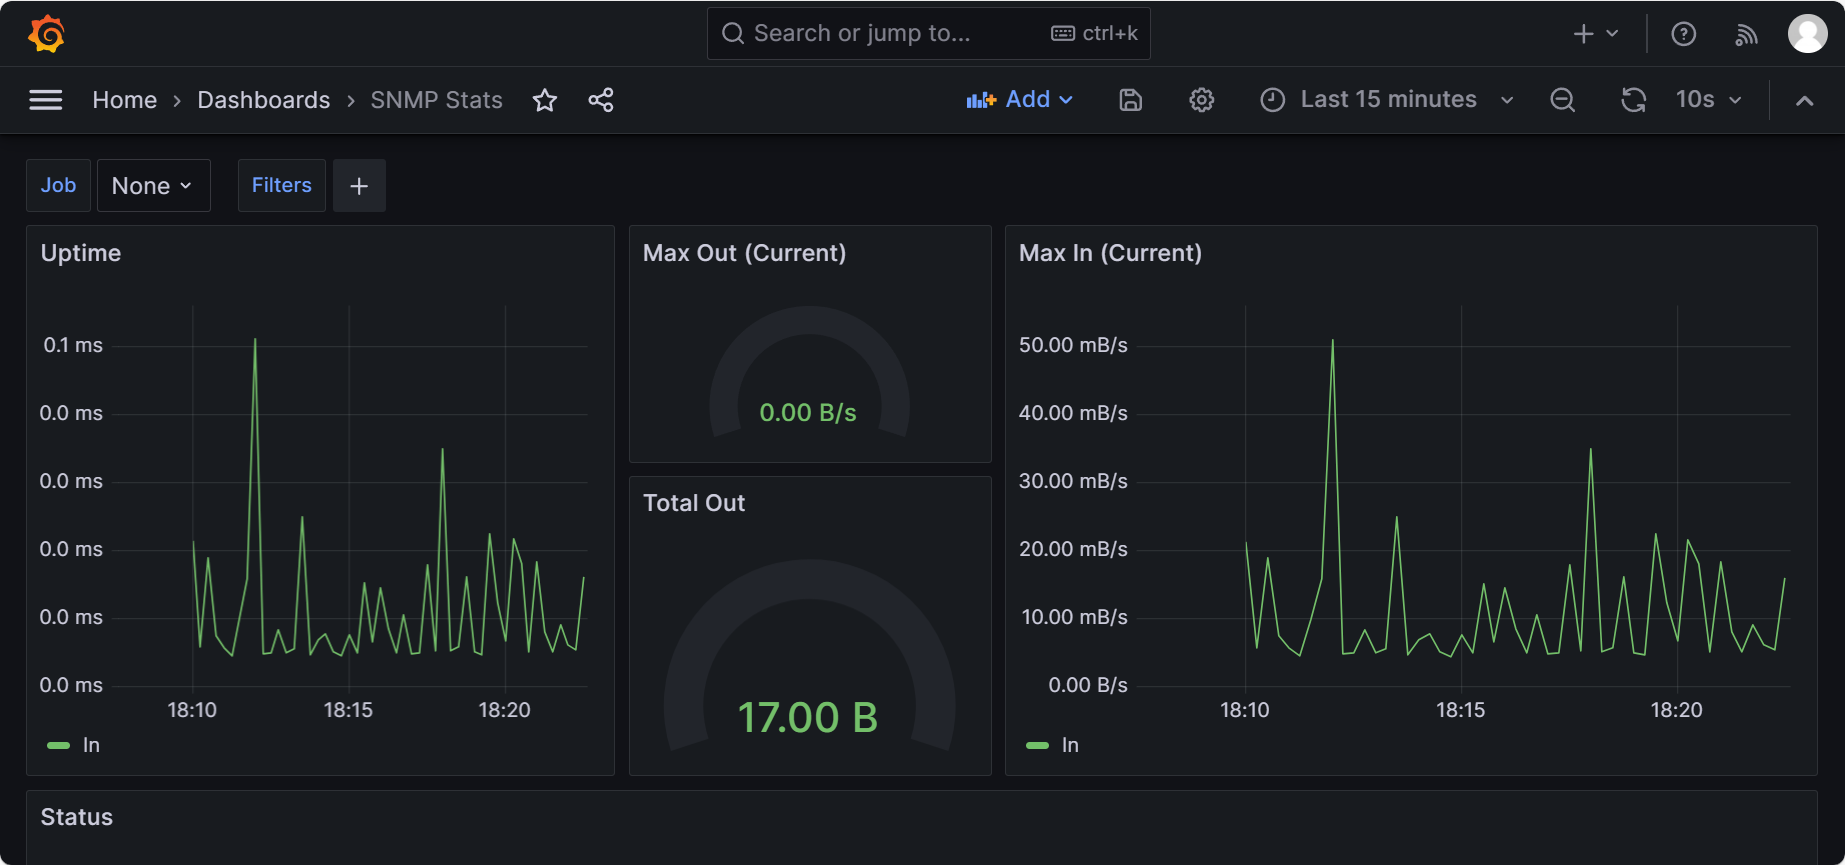 Search or jump to... ctrl+k
Home › Dashboards › SNMP Stats Add Last 15 minutes 10s
Job None Filters +
Uptime
0.1 ms
0.0 ms
0.0 ms
0.0 ms
0.0 ms
0.0 ms
18:10 18:15 18:20
In
Max Out (Current)
0.00 B/s
Total Out
17.00 B
Max In (Current)
50.00 mB/s
40.00 mB/s
30.00 mB/s
20.00 mB/s
10.00 mB/s
0.00 B/s
18:10 18:15 18:20
In
Status